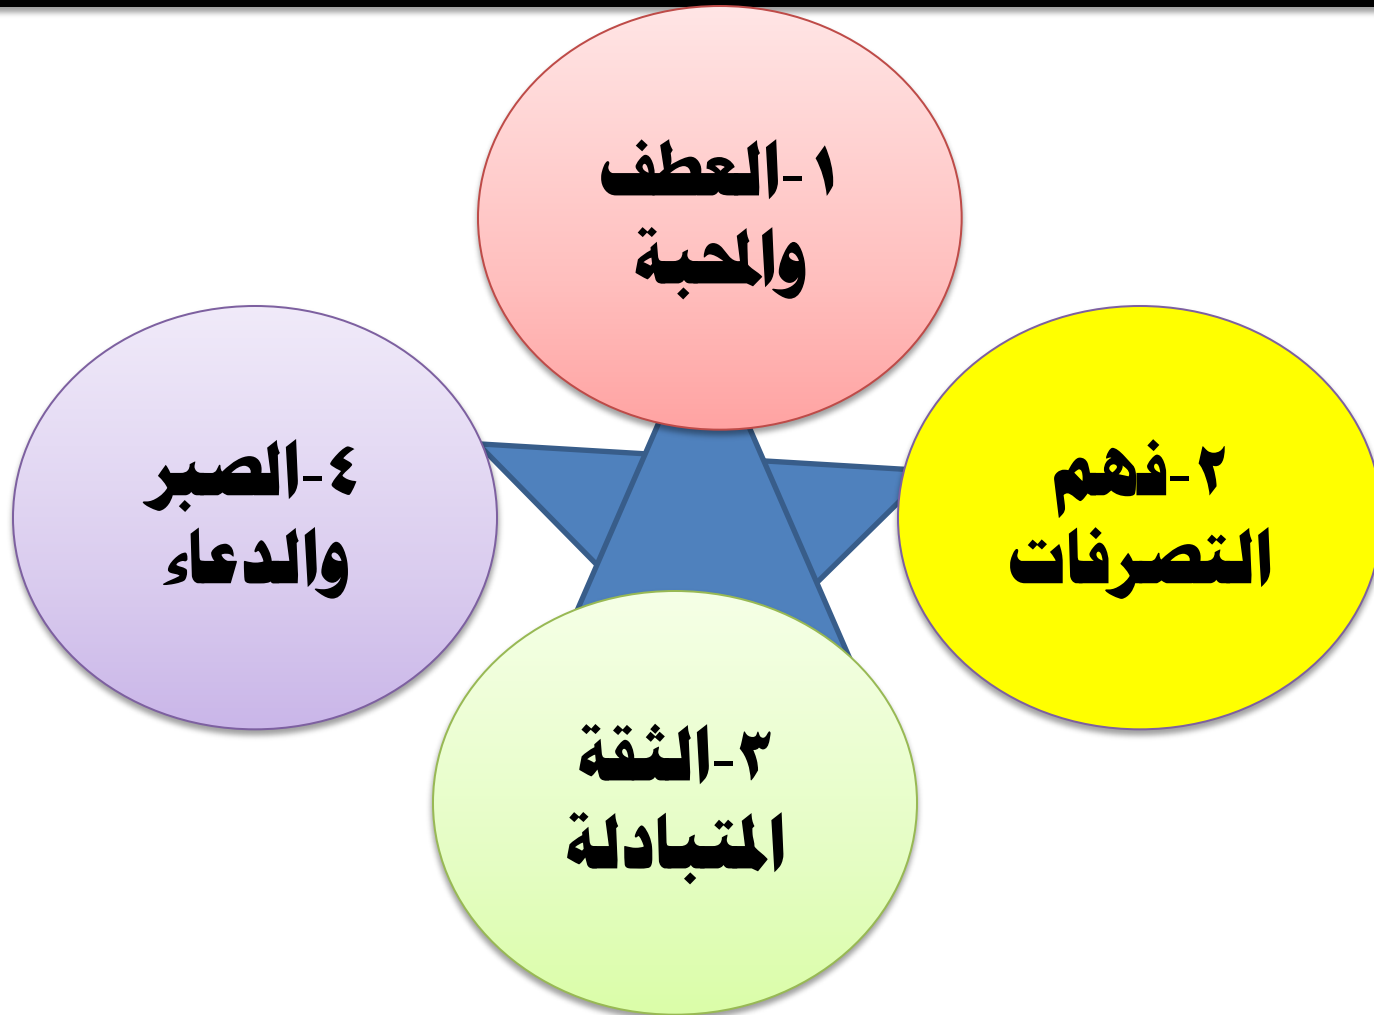 ١-العطف
والمحبة
٢-فهم
التصرفات
٣-الثقة
المتبادلة
٤-الصبر
والدعاء